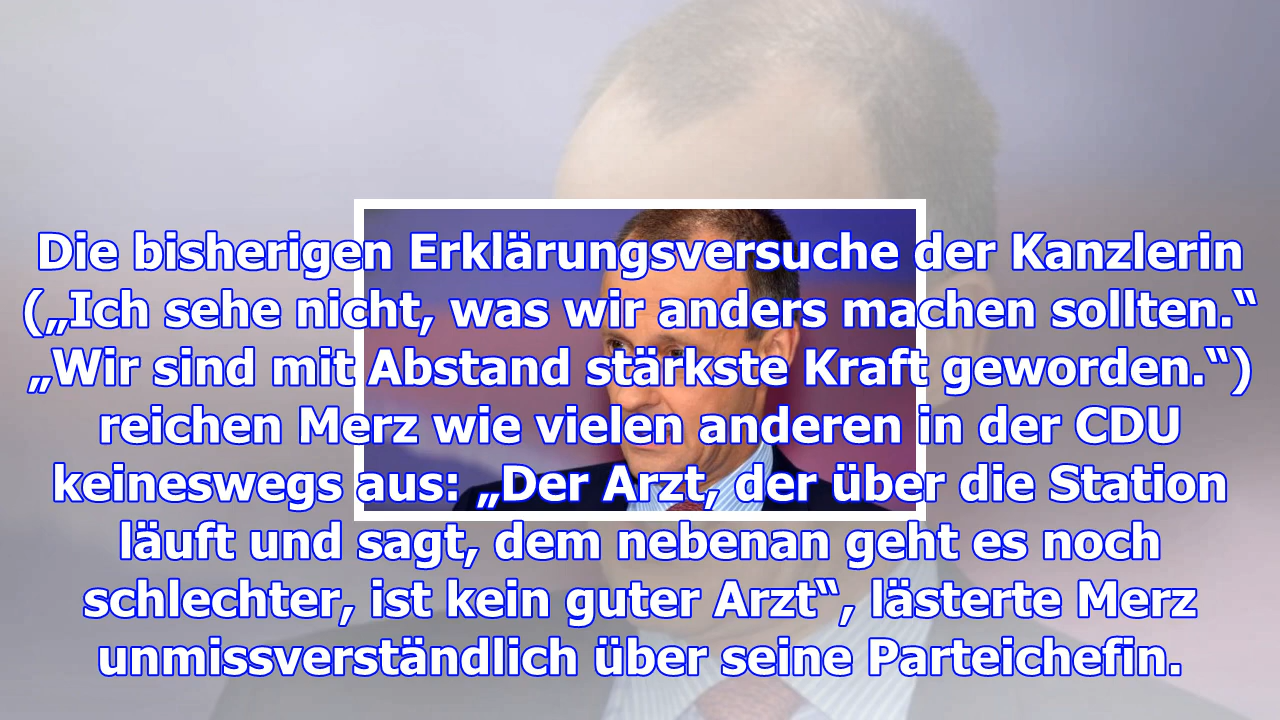 Die bisherigen Erklärungsversuche der Kanzlerin
(„Ich sehe nicht, was wir anders machen sollten.“
„Wir sind mit Abstand stärkste Kraft geworden.“)
reichen Merz wie vielen anderen in der CDU
keineswegs aus: „Der Arzt, der über die Station
läuft und sagt, dem nebenan geht es noch
schlechter, ist kein guter Arzt“, lästerte Merz
unmissverständlich über seine Parteichefin.